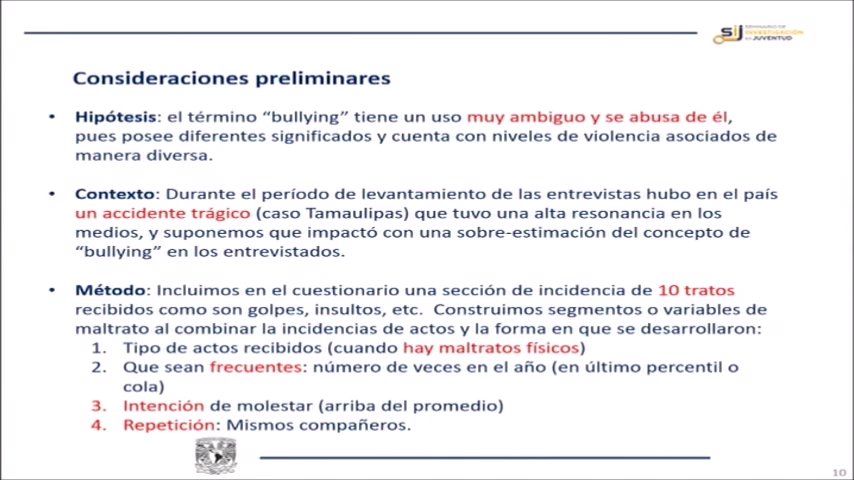 SEMINARIO DE
INVESTIGACIÓN
EN JUVENTUD
sij
Consideraciones preliminares
• Hipótesis: el término “bullying” tiene un uso muy ambiguo y se abusa de él,
pues posee diferentes significados y cuenta con niveles de violencia asociados de
manera diversa.
• Contexto: Durante el período de levantamiento de las entrevistas hubo en el país
un accidente trágico (caso Tamaulipas) que tuvo una alta resonancia en los
medios, y suponemos que impactó con una sobre-estimación del concepto de
“bullying” en los entrevistados.
• Método: Incluimos en el cuestionario una sección de incidencia de 10 tratos
recibidos como son golpes, insultos, etc. Construimos segmentos o variables de
maltrato al combinar la incidencias de actos y la forma en que se desarrollaron:
1. Tipo de actos recibidos (cuando hay maltratos físicos)
2. Que sean frecuentes: número de veces en el año (en último percentil o
cola)
3. Intención de molestar (arriba del promedio)
4. Repetición: Mismos compañeros.
10